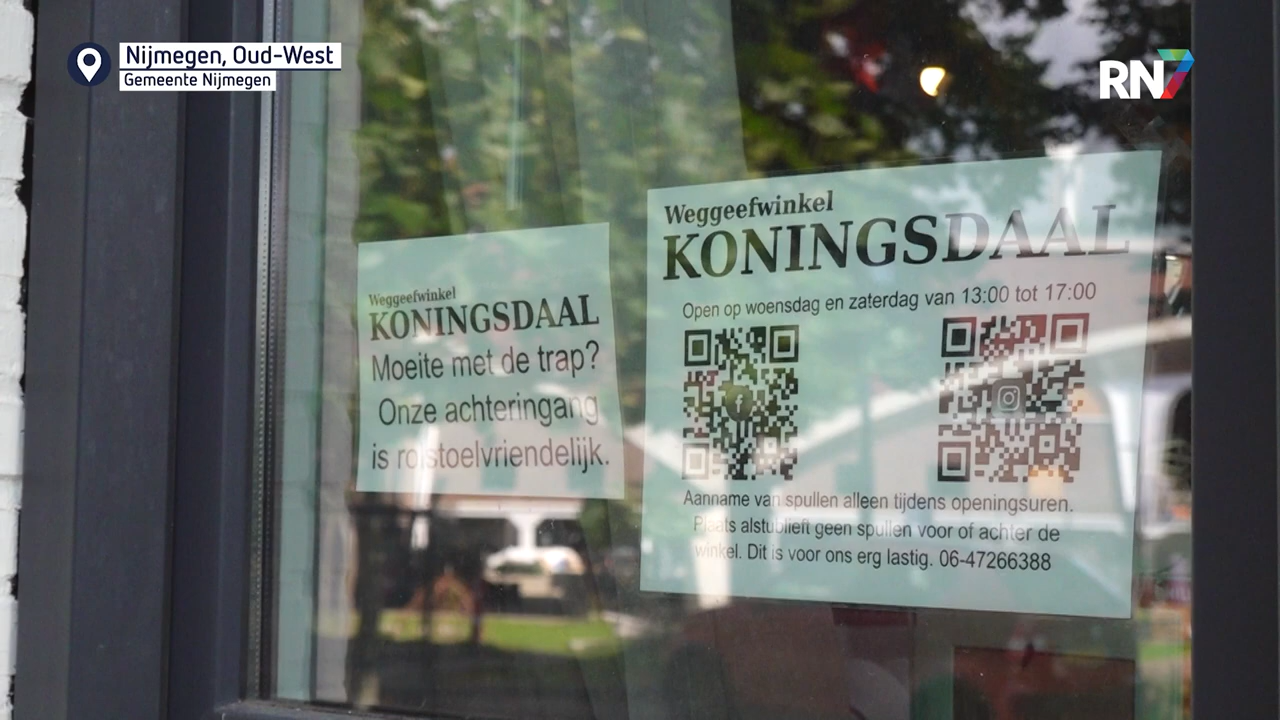 Nijmegen, Oud-West
Gemeente Nijmegen
RN7
Weggeefwinkel
KONINGSDAAL
Moeite met de trap?
Onze achteringang
is rolstoelvriendelijk.
Weggeefwinkel
KONINGSDAAL
Open op woensdag en zaterdag van 13:00 tot 17:00
Aanname van spullen alleen tijdens openingsuren.
Plaats alstublieft geen spullen voor of achter de
winkel. Dit is voor ons erg lastig. 06-47266388